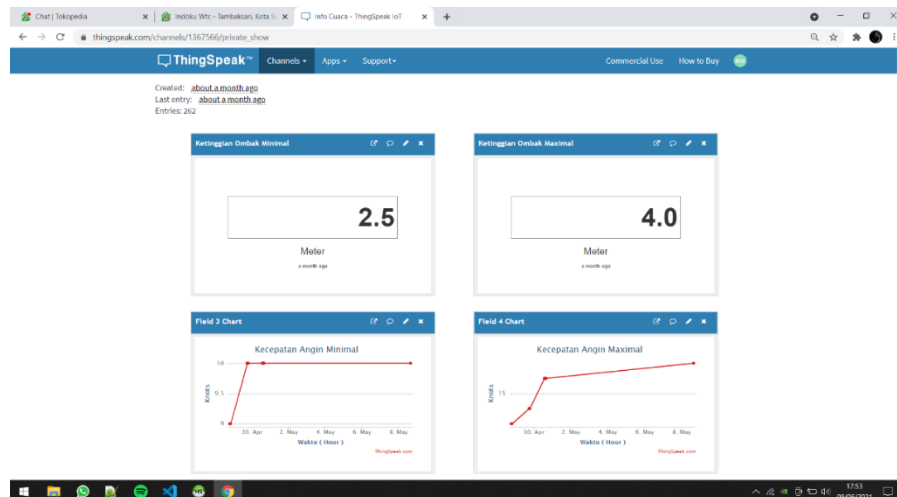 Chat | Tokopedia
Indoku Wtc - Tambaksari, Kota S
Info Cuaca - ThingSpeak IoT
thingspeak.com/channels/1367566/private_show
ThingSpeak™
Channels
Apps
Support
Commercial Use
How to Buy
Created: about a month ago
Last entry: about a month ago
Entries: 262
Ketinggian Ombak Minimal
Ketinggian Ombak Maximal
2.5
4.0
Meter
Meter
a month ago
a month ago
Field 3 Chart
Field 4 Chart
Kecepatan Angin Minimal
Kecepatan Angin Maximal
Knots
10
9.5
9
30. Apr
2. May
4. May
6. May
8. May
Waktu ( Hour )
ThingSpeak.com
Knots
15
30. Apr
2. May
4. May
6. May
8. May
Waktu ( Hour )
ThingSpeak.com
17:53